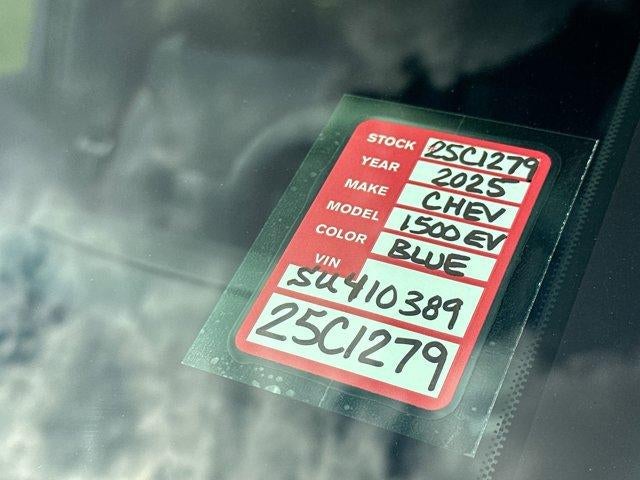 STOCK 25C1279
YEAR 2025
MAKE CHEV
MODEL 1500 EV
COLOR BLUE
VIN
SU410389
25C1279